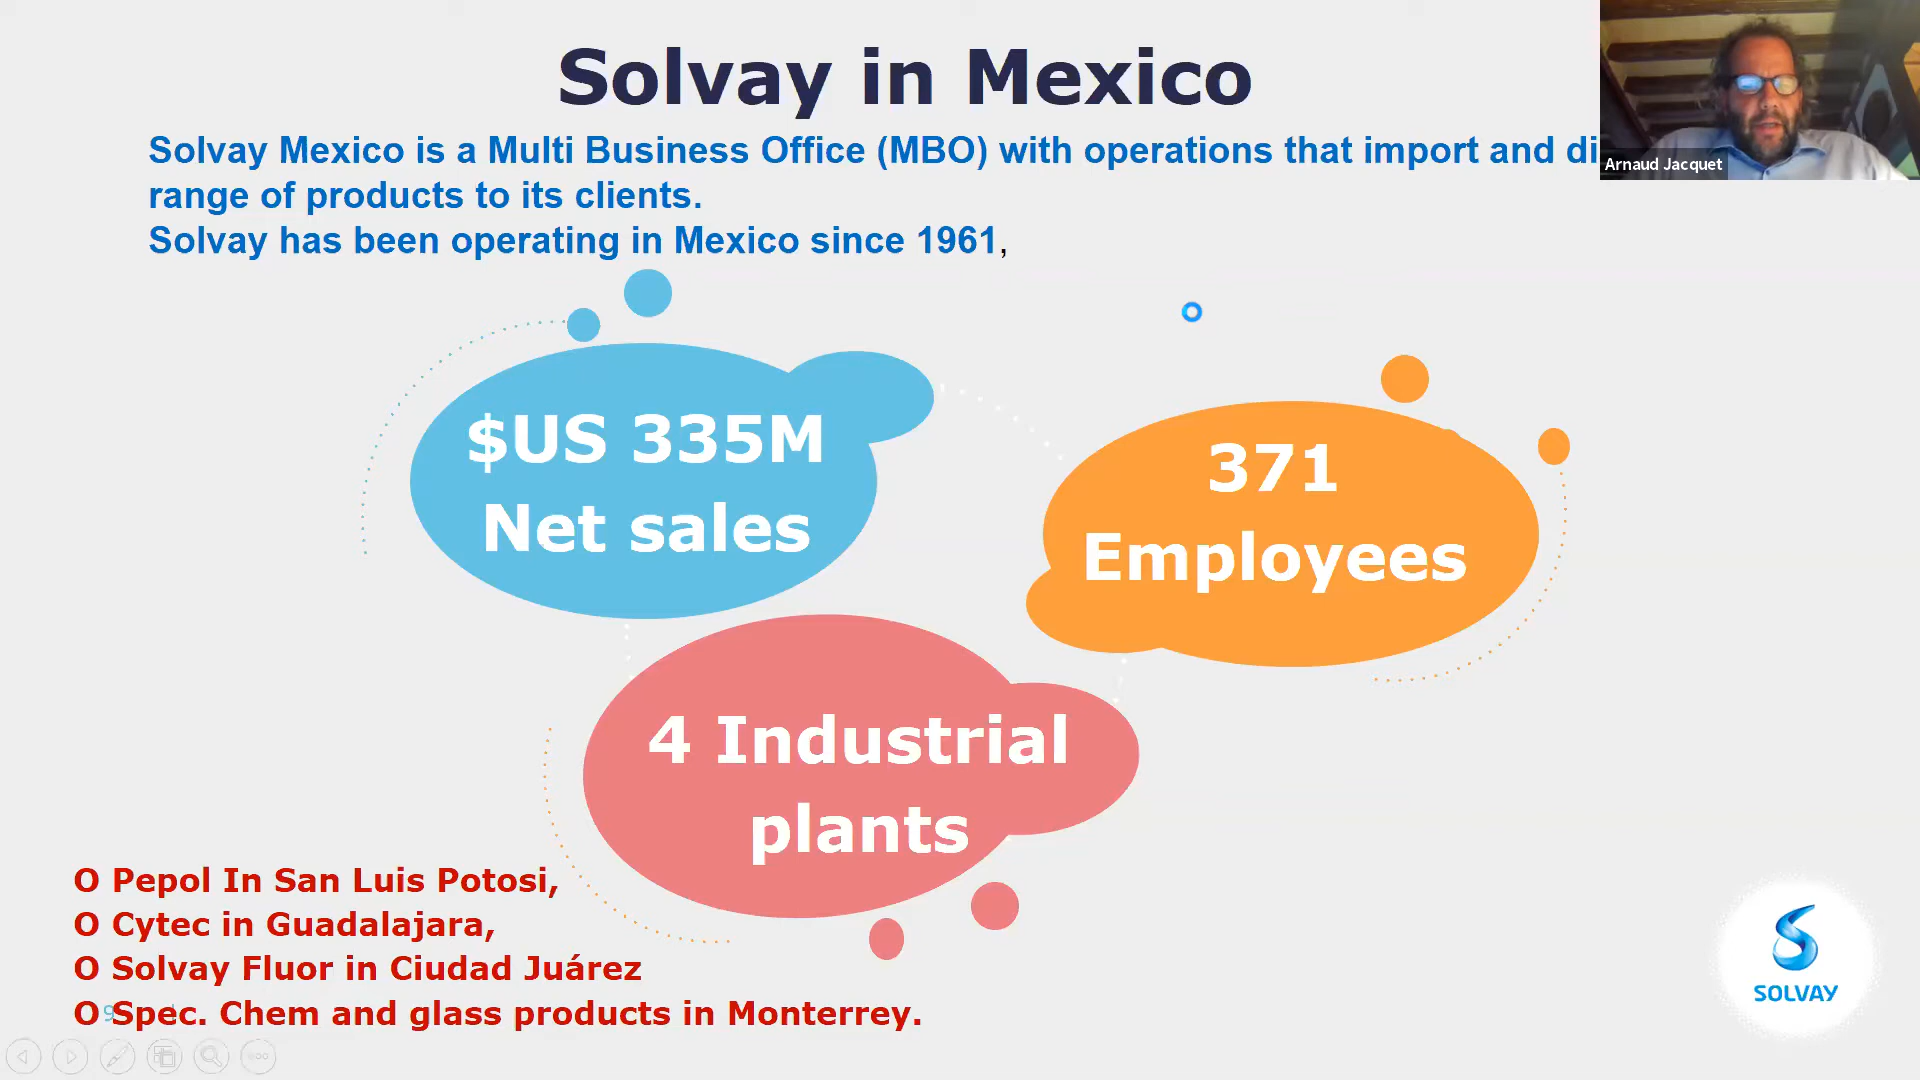 Solvay in Mexico
Solvay Mexico is a Multi Business Office (MBO) with operations that import and di
range of products to its clients.
Solvay has been operating in Mexico since 1961,
Arnaud Jacquet
$US 335M
Net sales
371
Employees
4 Industrial
plants
O Pepol In San Luis Potosi,
O Cytec in Guadalajara,
O Solvay Fluor in Ciudad Juárez
O Spec. Chem and glass products in Monterrey.
9
SOLVAY